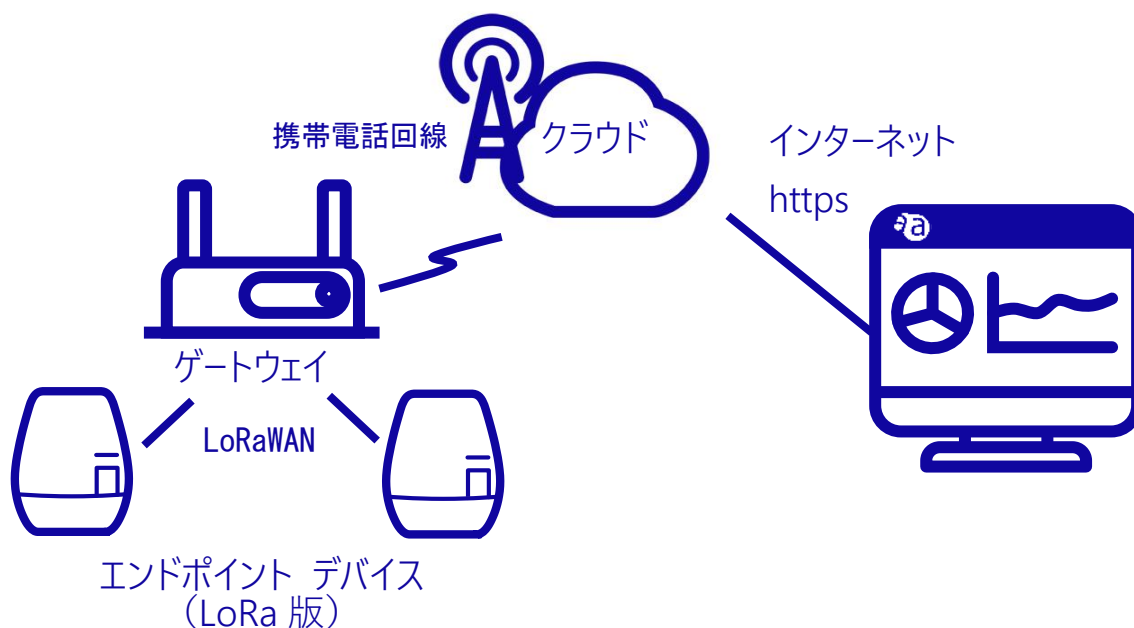 携帯電話回線
クラウド
インターネット
https
ゲートウェイ
LoRaWAN
エンドポイント デバイス
（LoRa 版）